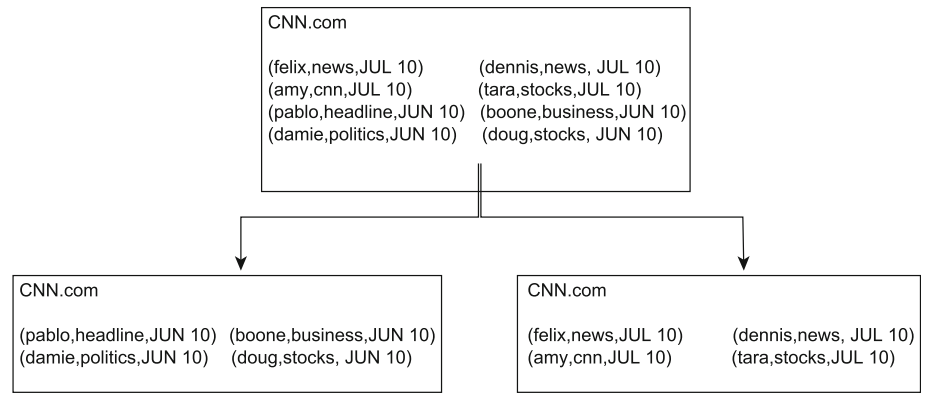 CNN.com
(felix,news,JUL 10) (dennis,news, JUL 10)
(amy,cnn,JUL 10) (tara,stocks,JUL 10)
(pablo,headline,JUN 10) (boone,business,JUN 10)
(damie,politics,JUN 10) (doug,stocks, JUN 10)
CNN.com
(pablo,headline,JUN 10) (boone,business,JUN 10)
(damie,politics,JUN 10) (doug,stocks, JUN 10)
CNN.com
(felix,news,JUL 10) (dennis,news, JUL 10)
(amy,cnn,JUL 10) (tara,stocks,JUL 10)